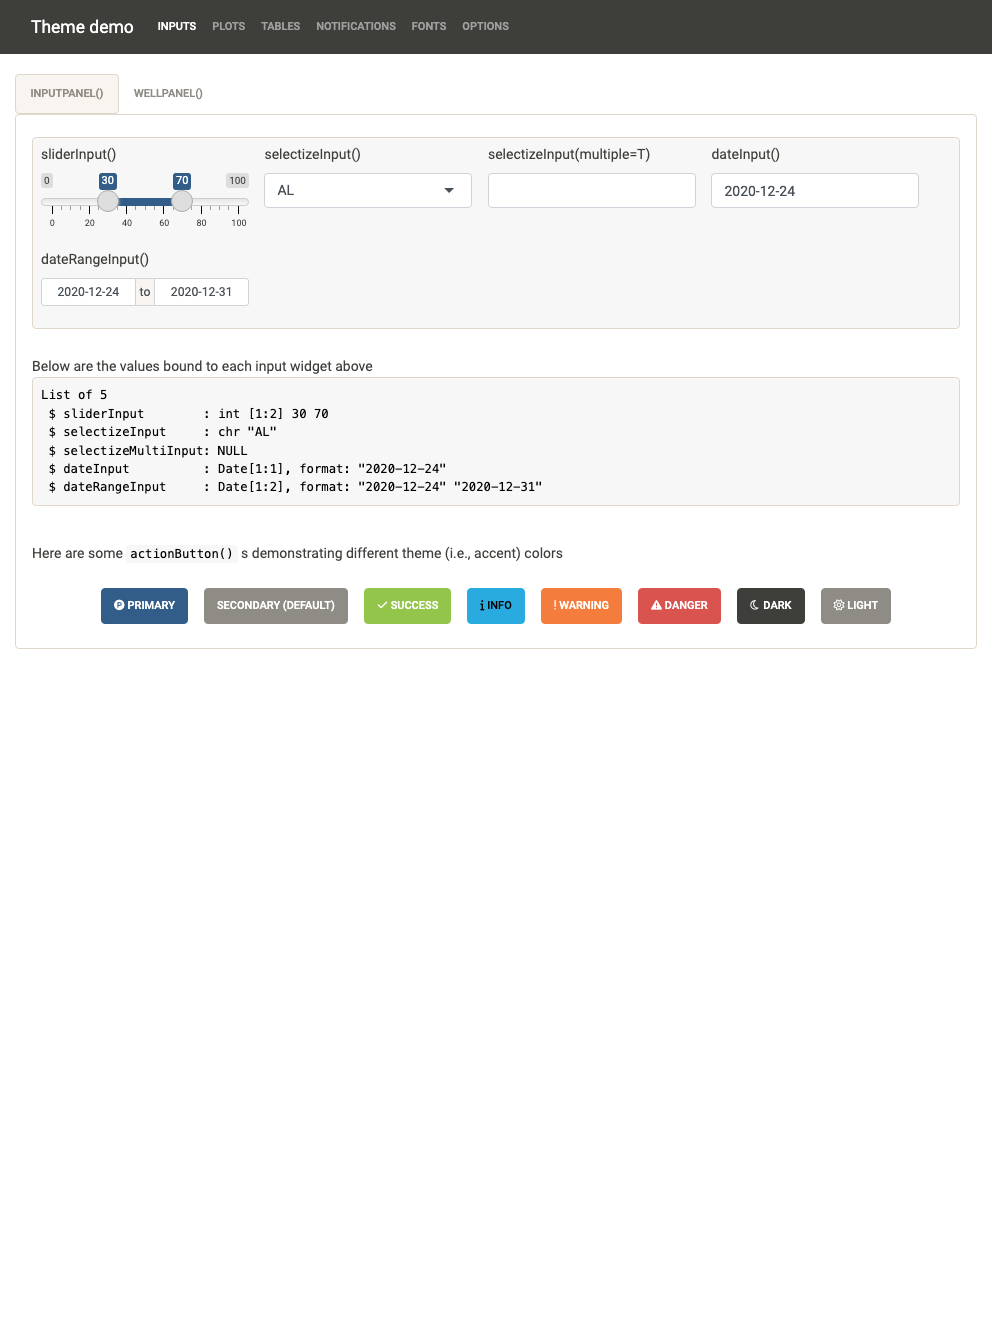 Theme demo INPUTS PLOTS TABLES NOTIFICATIONS FONTS OPTIONS
INPUTPANEL() WELLPANEL()
sliderInput() selectizeInput() selectizeInput(multiple=T) dateInput()
0 30 70 100
AL 2020-12-24
0 20 40 60 80 100
dateRangeInput()
2020-12-24 to 2020-12-31
Below are the values bound to each input widget above
List of 5
 $ sliderInput        : int [1:2] 30 70
 $ selectizeInput     : chr "AL"
 $ selectizeMultiInput: NULL
 $ dateInput          : Date[1:1], format: "2020-12-24"
 $ dateRangeInput     : Date[1:2], format: "2020-12-24" "2020-12-31"
Here are some actionButton() s demonstrating different theme (i.e., accent) colors
PRIMARY SECONDARY (DEFAULT) SUCCESS INFO WARNING DANGER DARK LIGHT